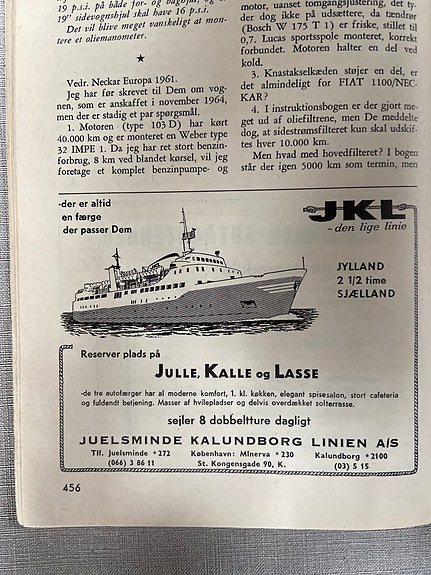 19 p.s.i. på både for- og baghjul, og et
19" sidevognshjul skal have 16 p.s.i.
Det vil blive meget vanskeligt at mon-
tere et oliemanometer.
★
Vedr. Neckar Europa 1961.
Jeg har før skrevet til Dem om vog-
nen, som er anskaffet i november 1964,
men der er stadig et par spørgsmål.
1. Motoren (type 103 D) har kørt
40.000 km og er monteret en Weber type
32 IMPE 1. Da jeg har ret stort benzin-
forbrug, 8 km ved blandet kørsel, vil jeg
foretage et komplet benzinpumpe- og
motor, uanset tomgangsjustering, det ty-
der dog ikke på udsættere, da tændrør
(Bosch W 175 T 1) er friske, stillet til
0,7. Lucas sportsspole monteret, korrekt
forbundet. Motoren halter en del ved
kold.
3. Knastakselkæden støjer en del, er
det almindeligt for FIAT 1100/NEC-
KAR?
4. I instruktionsbogen er der gjort me-
get ud af oliefiltrene, men De meddelte
dog, at sidestrømsfiltret kun skal udskif-
tes hver 10.000 km.
Men hvad med hovedfilteret? I bogen
står der igen 5000 km som termin, men
-der er altid
en færge
der passer Dem
JKL
- den lige linie
JYLLAND
2 1/2 time
SJÆLLAND
Reserver plads på
JULLE, KALLE og LASSE
-de tre autofærger har al moderne komfort, 1. kl. køkken, elegant spisesalon, stort cafeteria
og fuldendt betjening. Masser af hvilepladser og delvis overdækket solterrasse.
sejler 8 dobbeltture dagligt
JUELSMINDE KALUNDBORG LINIEN A/S
Tlf. Juelsminde *272 København: Minerva *230 Kalundborg *2100
(066) 3 86 11 St. Kongensgade 90, K. (03) 5 15
456